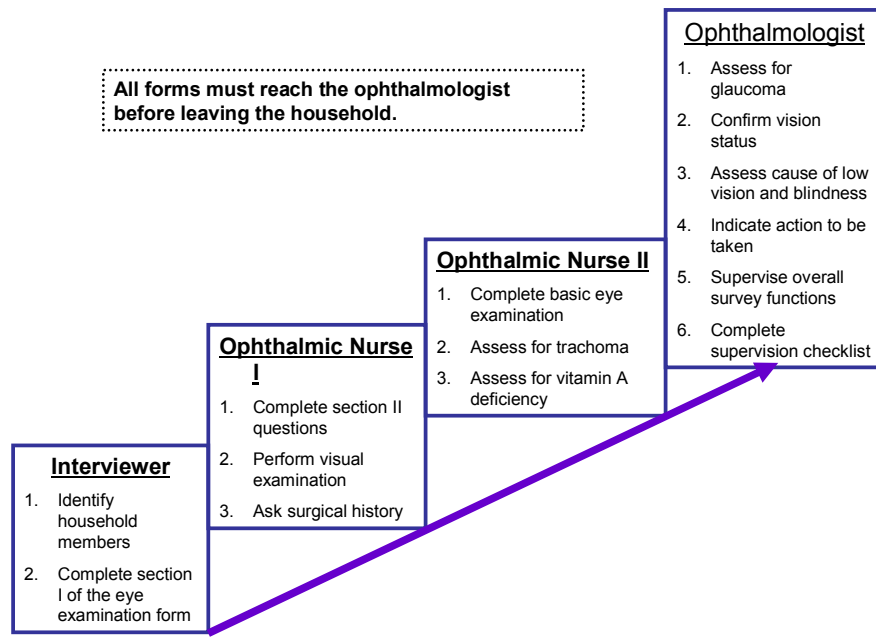 Ophthalmologist
1. Assess for
glaucoma
2. Confirm vision
status
3. Assess cause of low
vision and blindness
4. Indicate action to be
taken
5. Supervise overall
survey functions
6. Complete
supervision checklist
All forms must reach the ophthalmologist
before leaving the household.
Ophthalmic Nurse II
1. Complete basic eye
examination
2. Assess for trachoma
3. Assess for vitamin A
deficiency
Ophthalmic Nurse
I
1. Complete section II
questions
2. Perform visual
examination
3. Ask surgical history
Interviewer
1. Identify
household
members
2. Complete section
I of the eye
examination form